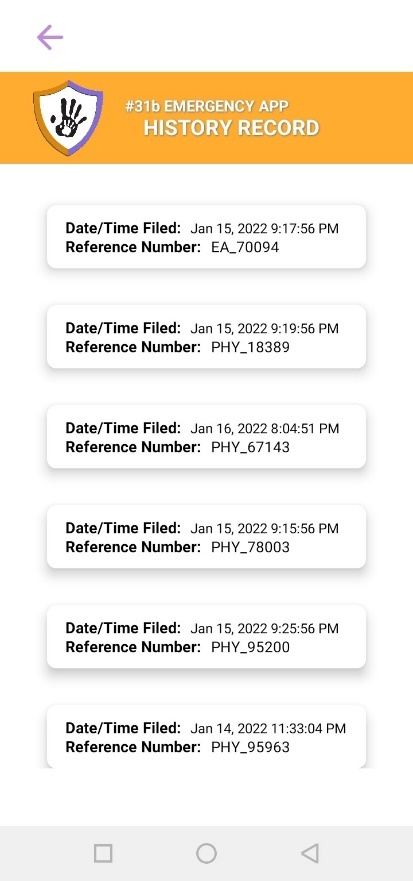 #31b EMERGENCY APP
HISTORY RECORD
Date/Time Filed: Jan 15, 2022 9:17:56 PM
Reference Number: EA_70094
Date/Time Filed: Jan 15, 2022 9:19:56 PM
Reference Number: PHY_18389
Date/Time Filed: Jan 16, 2022 8:04:51 PM
Reference Number: PHY_67143
Date/Time Filed: Jan 15, 2022 9:15:56 PM
Reference Number: PHY_78003
Date/Time Filed: Jan 15, 2022 9:25:56 PM
Reference Number: PHY_95200
Date/Time Filed: Jan 14, 2022 11:33:04 PM
Reference Number: PHY_95963